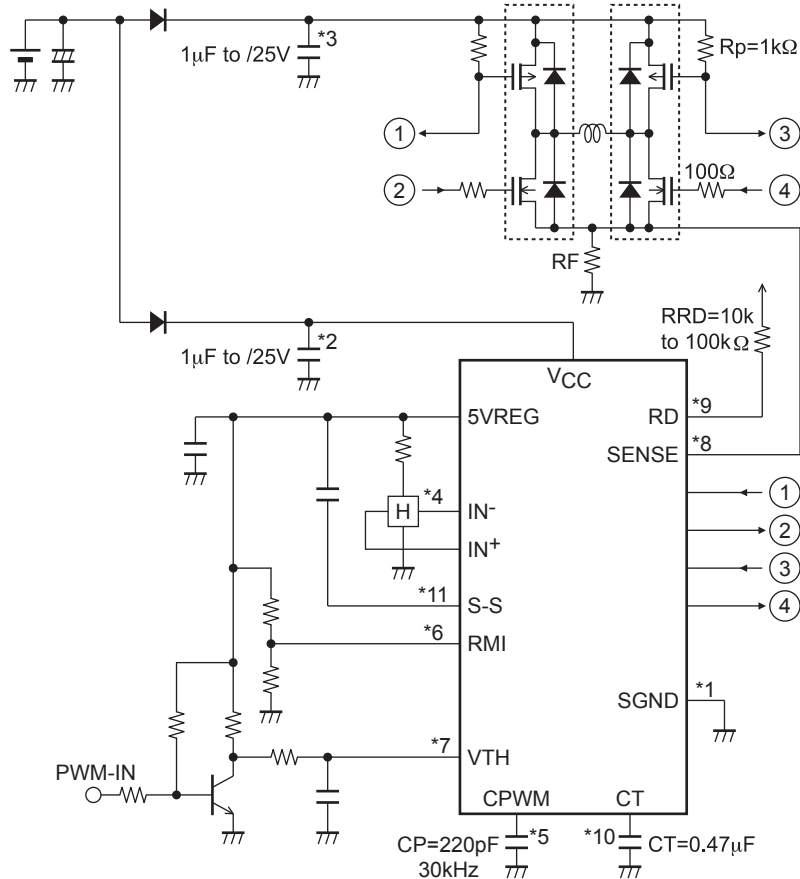 *3
1μF to /25V
Rp=1kΩ
1
3
2
100Ω
4
RF
*2
1μF to /25V
RRD=10k
to 100kΩ
VCC
*9
5VREG
RD
*8
SENSE
*4
H
IN-
1
2
IN+
3
*11
S-S
4
*6
RMI
*1
SGND
*7
VTH
PWM-IN
CPWM
CT
CP=220pF
*5
*10
CT=0.47μF
30kHz